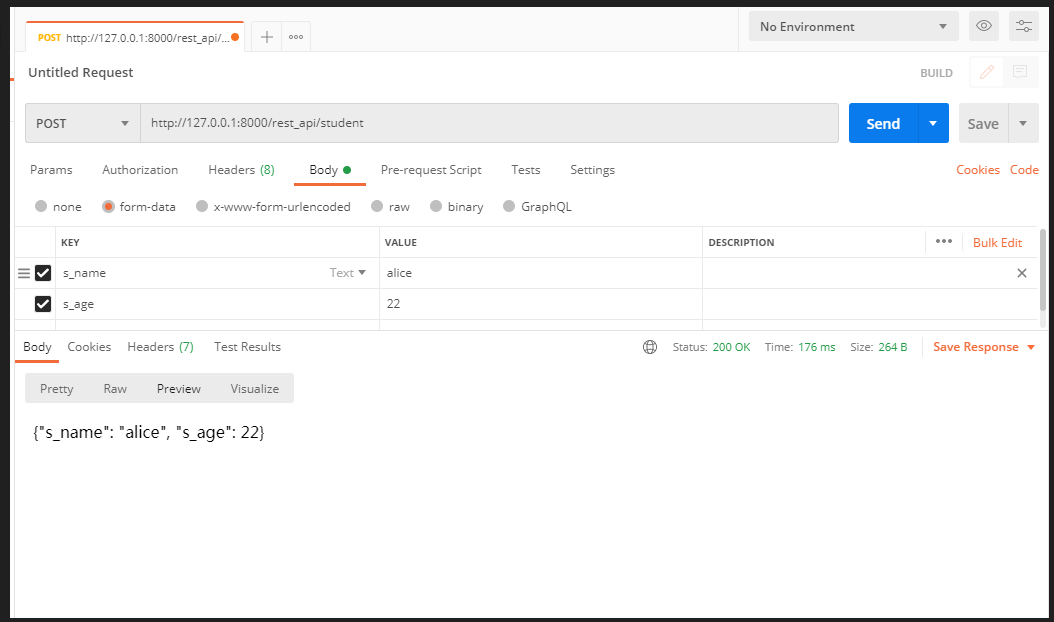 POST http://127.0.0.1:8000/rest_api/... No Environment
Untitled Request BUILD
POST http://127.0.0.1:8000/rest_api/student Send Save
Params Authorization Headers (8) Body Pre-request Script Tests Settings Cookies Code
none form-data x-www-form-urlencoded raw binary GraphQL
KEY VALUE DESCRIPTION Bulk Edit
s_name Text alice
s_age 22
Body Cookies Headers (7) Test Results Status: 200 OK Time: 176 ms Size: 264 B Save Response
Pretty Raw Preview Visualize
{"s_name": "alice", "s_age": 22}